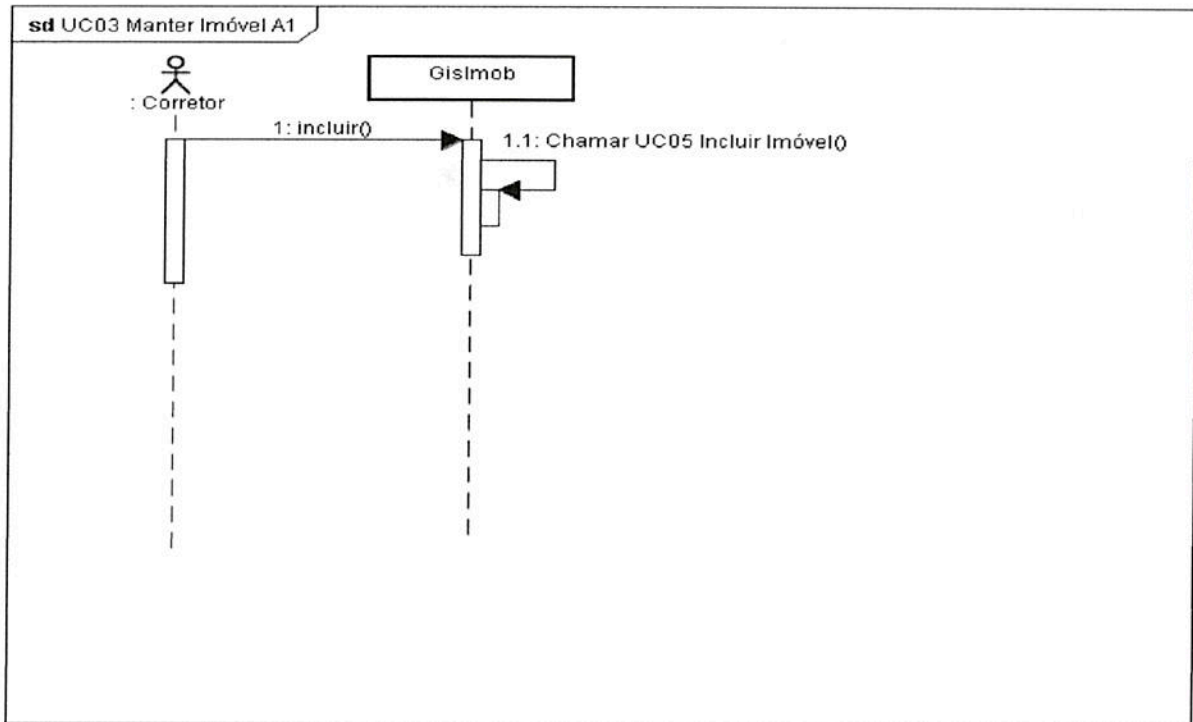 sd UC03 Manter Imóvel A1
: Corretor
GisImob
1: incluir()
1.1: Chamar UC05 Incluir Imóvel()